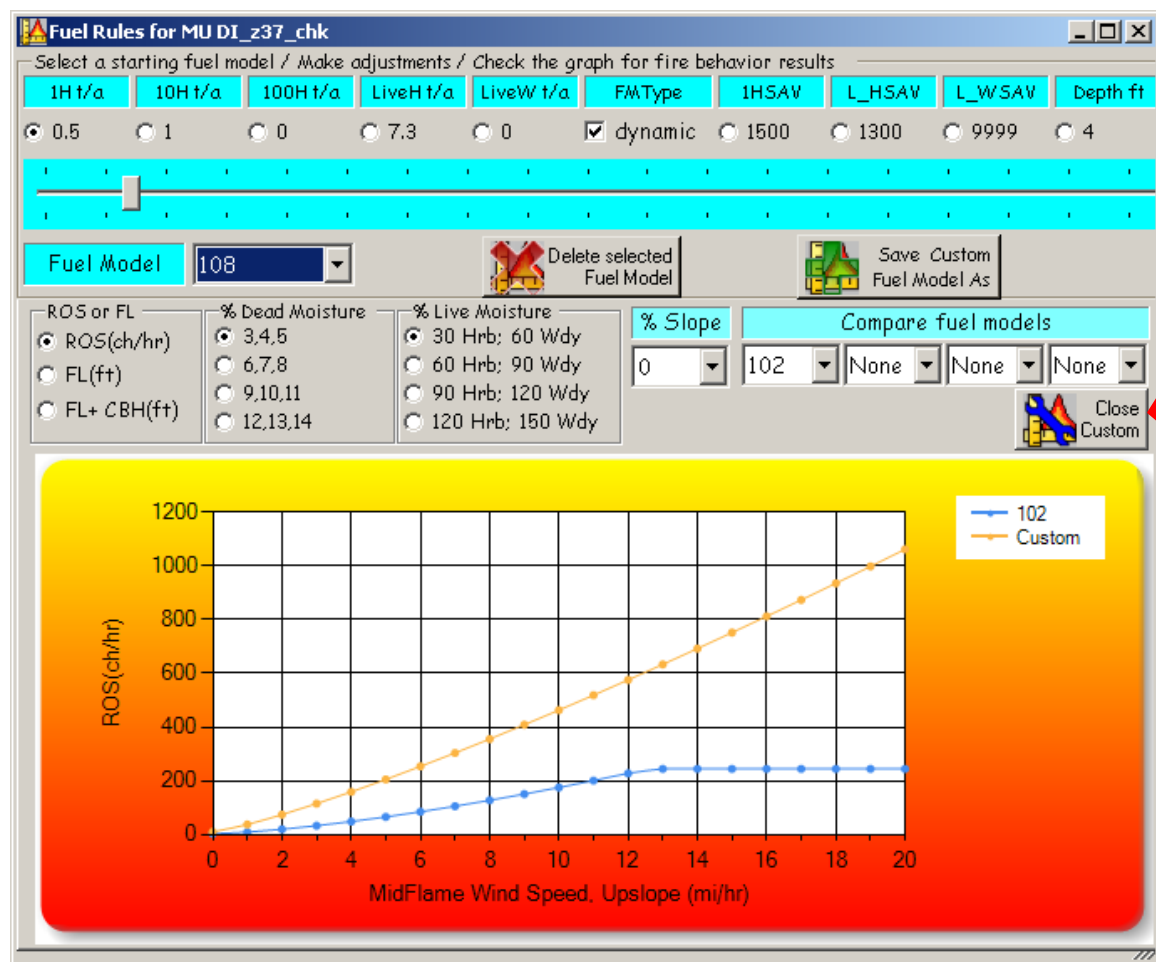 Fuel Rules for MU DI_z37_chk
Select a starting fuel model / Make adjustments / Check the graph for fire behavior results
1H t/a 10H t/a 100H t/a LiveH t/a LiveW t/a FMType 1HSAV L_HSAV L_WSAV Depth ft
0.5 1 0 7.3 0 dynamic 1500 1300 9999 4
Fuel Model 108
Delete selected
Fuel Model
Save Custom
Fuel Model As
ROS or FL
ROS(ch/hr)
FL(ft)
FL+ CBH(ft)
% Dead Moisture
3,4,5
6,7,8
9,10,11
12,13,14
% Live Moisture
30 Hrb; 60 Wdy
60 Hrb; 90 Wdy
90 Hrb; 120 Wdy
120 Hrb; 150 Wdy
% Slope
0
Compare fuel models
102 None None None
Close
Custom
1200
1000
800
600
400
200
0
ROS(ch/hr)
0 2 4 6 8 10 12 14 16 18 20
MidFlame Wind Speed, Upslope (mi/hr)
102
Custom